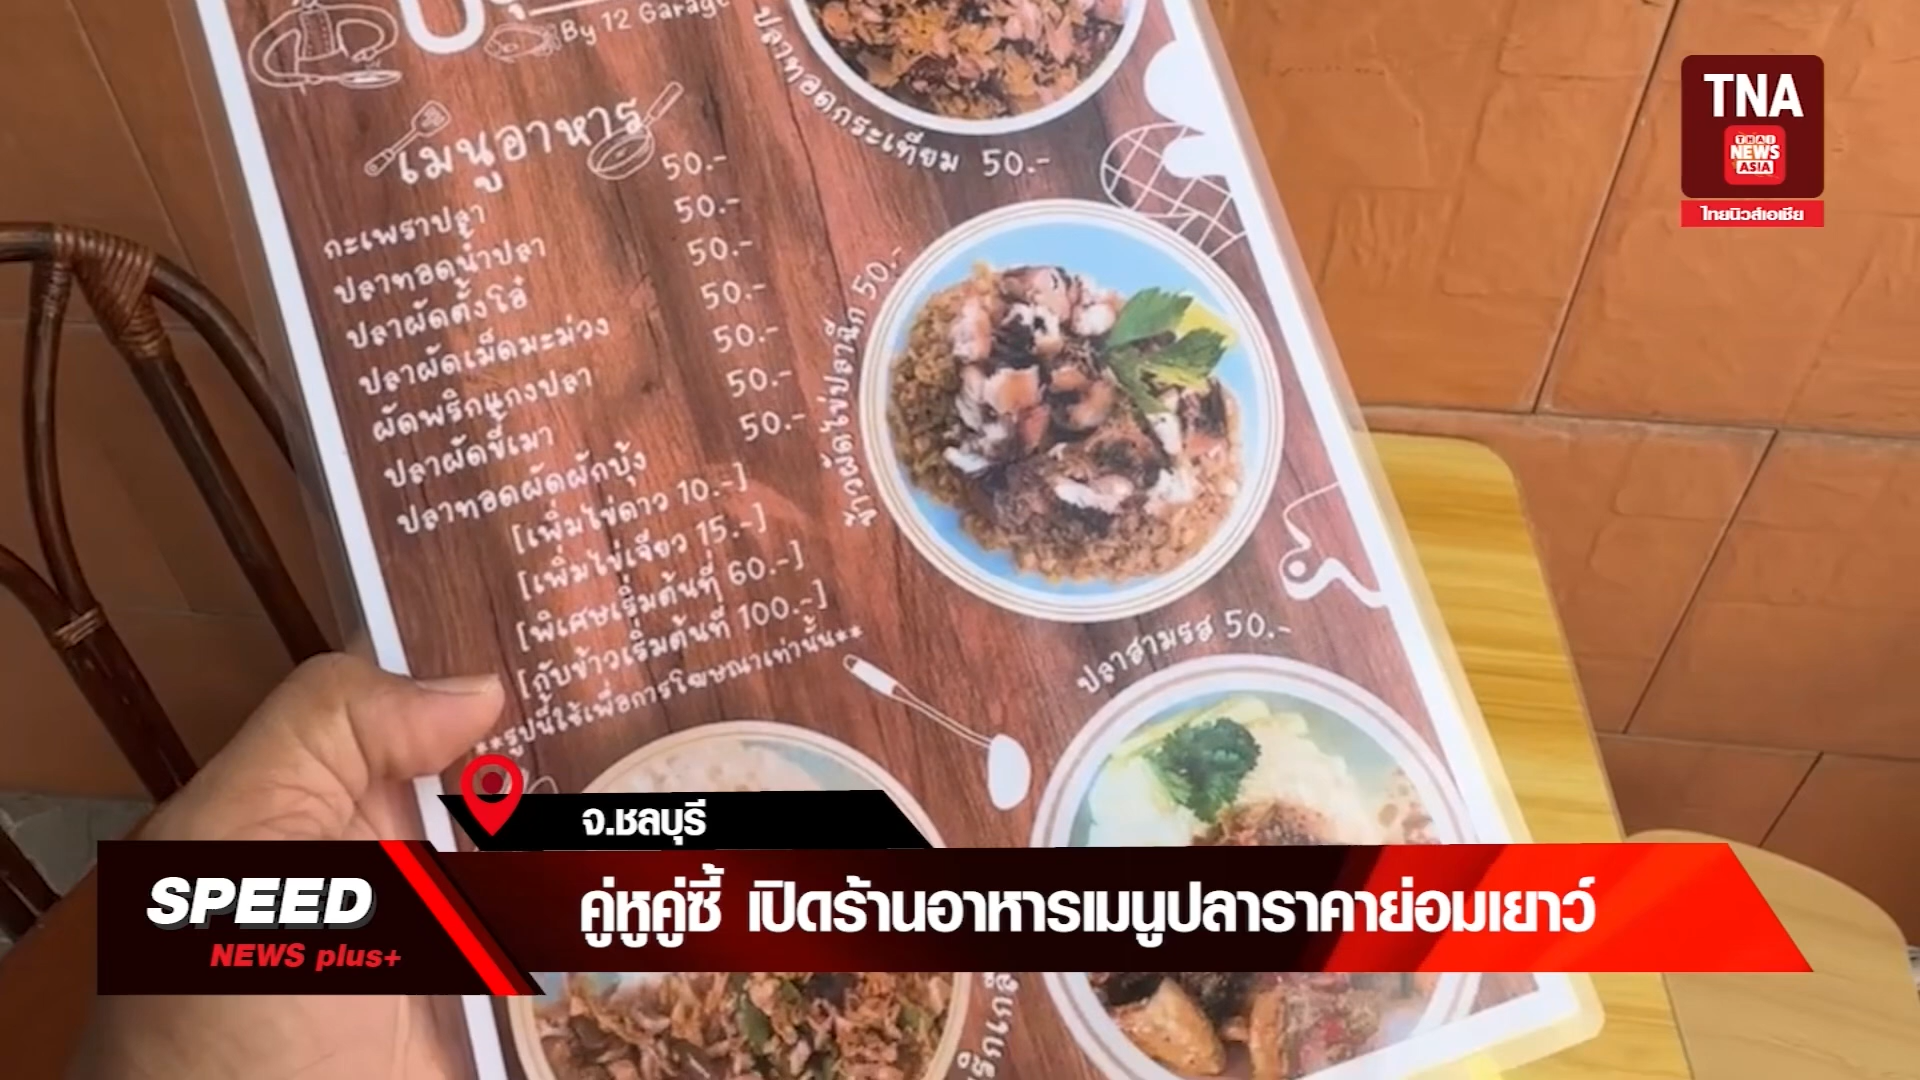 By 12 Garage
เมนูอาหาร
กะเพราปลา 50.-
ปลาทอดน้ำปลา 50.-
ปลาผัดตั้งโอ๋ 50.-
ปลาผัดเม็ดมะม่วง 50.-
ผัดพริกแกงปลา 50.-
ปลาผัดขี้เมา 50.-
ปลาทอดผัดผักบุ้ง 50.-
[เพิ่มไข่ดาว 10.-]
[เพิ่มไข่เจียว 15.-]
[พิเศษเริ่มต้นที่ 60.-]
[กับข้าวเริ่มต้นที่ 100.-]
**รูปนี้ใช้เพื่อการโฆษณาเท่านั้น**
ปลาทอดกระเทียม 50.-
ข้าวผัดไข่ปลาฉีก 50.-
ปลาสามรส 50.-
TNA
THAI
NEWS
ASIA
ไทยนิวส์เอเชีย
จ.ชลบุรี
SPEED
NEWS plus+
คู่หูคู่ซี้ เปิดร้านอาหารเมนูปลาราคาย่อมเยาว์